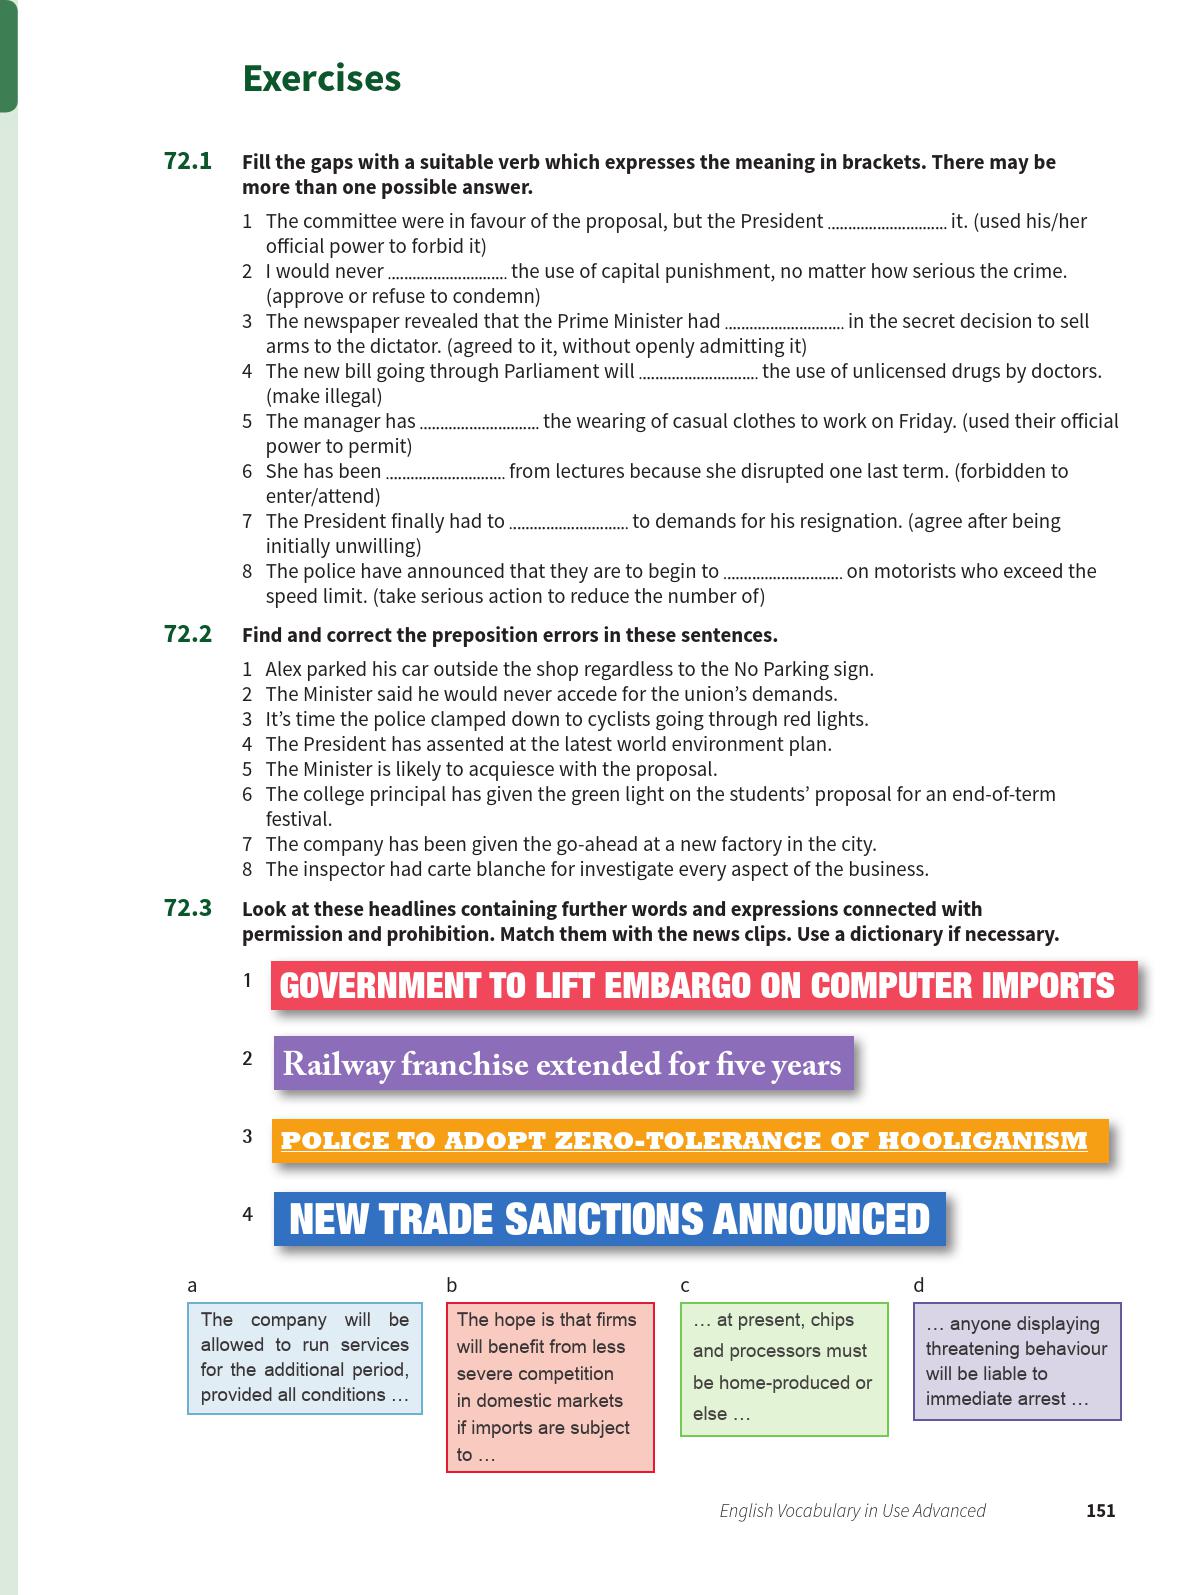 Exercises
72.1 Fill the gaps with a suitable verb which expresses the meaning in brackets. There may be
more than one possible answer.
1 The committee were in favour of the proposal, but the President ............................. it. (used his/her
official power to forbid it)
2 I would never ............................. the use of capital punishment, no matter how serious the crime.
(approve or refuse to condemn)
3 The newspaper revealed that the Prime Minister had ............................. in the secret decision to sell
arms to the dictator. (agreed to it, without openly admitting it)
4 The new bill going through Parliament will ............................. the use of unlicensed drugs by doctors.
(make illegal)
5 The manager has ............................. the wearing of casual clothes to work on Friday. (used their official
power to permit)
6 She has been ............................. from lectures because she disrupted one last term. (forbidden to
enter/attend)
7 The President finally had to ............................. to demands for his resignation. (agree after being
initially unwilling)
8 The police have announced that they are to begin to ............................. on motorists who exceed the
speed limit. (take serious action to reduce the number of)
72.2 Find and correct the preposition errors in these sentences.
1 Alex parked his car outside the shop regardless to the No Parking sign.
2 The Minister said he would never accede for the union’s demands.
3 It’s time the police clamped down to cyclists going through red lights.
4 The President has assented at the latest world environment plan.
5 The Minister is likely to acquiesce with the proposal.
6 The college principal has given the green light on the students’ proposal for an end-of-term
festival.
7 The company has been given the go-ahead at a new factory in the city.
8 The inspector had carte blanche for investigate every aspect of the business.
72.3 Look at these headlines containing further words and expressions connected with
permission and prohibition. Match them with the news clips. Use a dictionary if necessary.
1 GOVERNMENT TO LIFT EMBARGO ON COMPUTER IMPORTS
2 Railway franchise extended for five years
3 POLICE TO ADOPT ZERO-TOLERANCE OF HOOLIGANISM
4 NEW TRADE SANCTIONS ANNOUNCED
a
The company will be
allowed to run services
for the additional period,
provided all conditions …
b
The hope is that firms
will benefit from less
severe competition
in domestic markets
if imports are subject
to …
c
… at present, chips
and processors must
be home-produced or
else …
d
… anyone displaying
threatening behaviour
will be liable to
immediate arrest …
English Vocabulary in Use Advanced 151